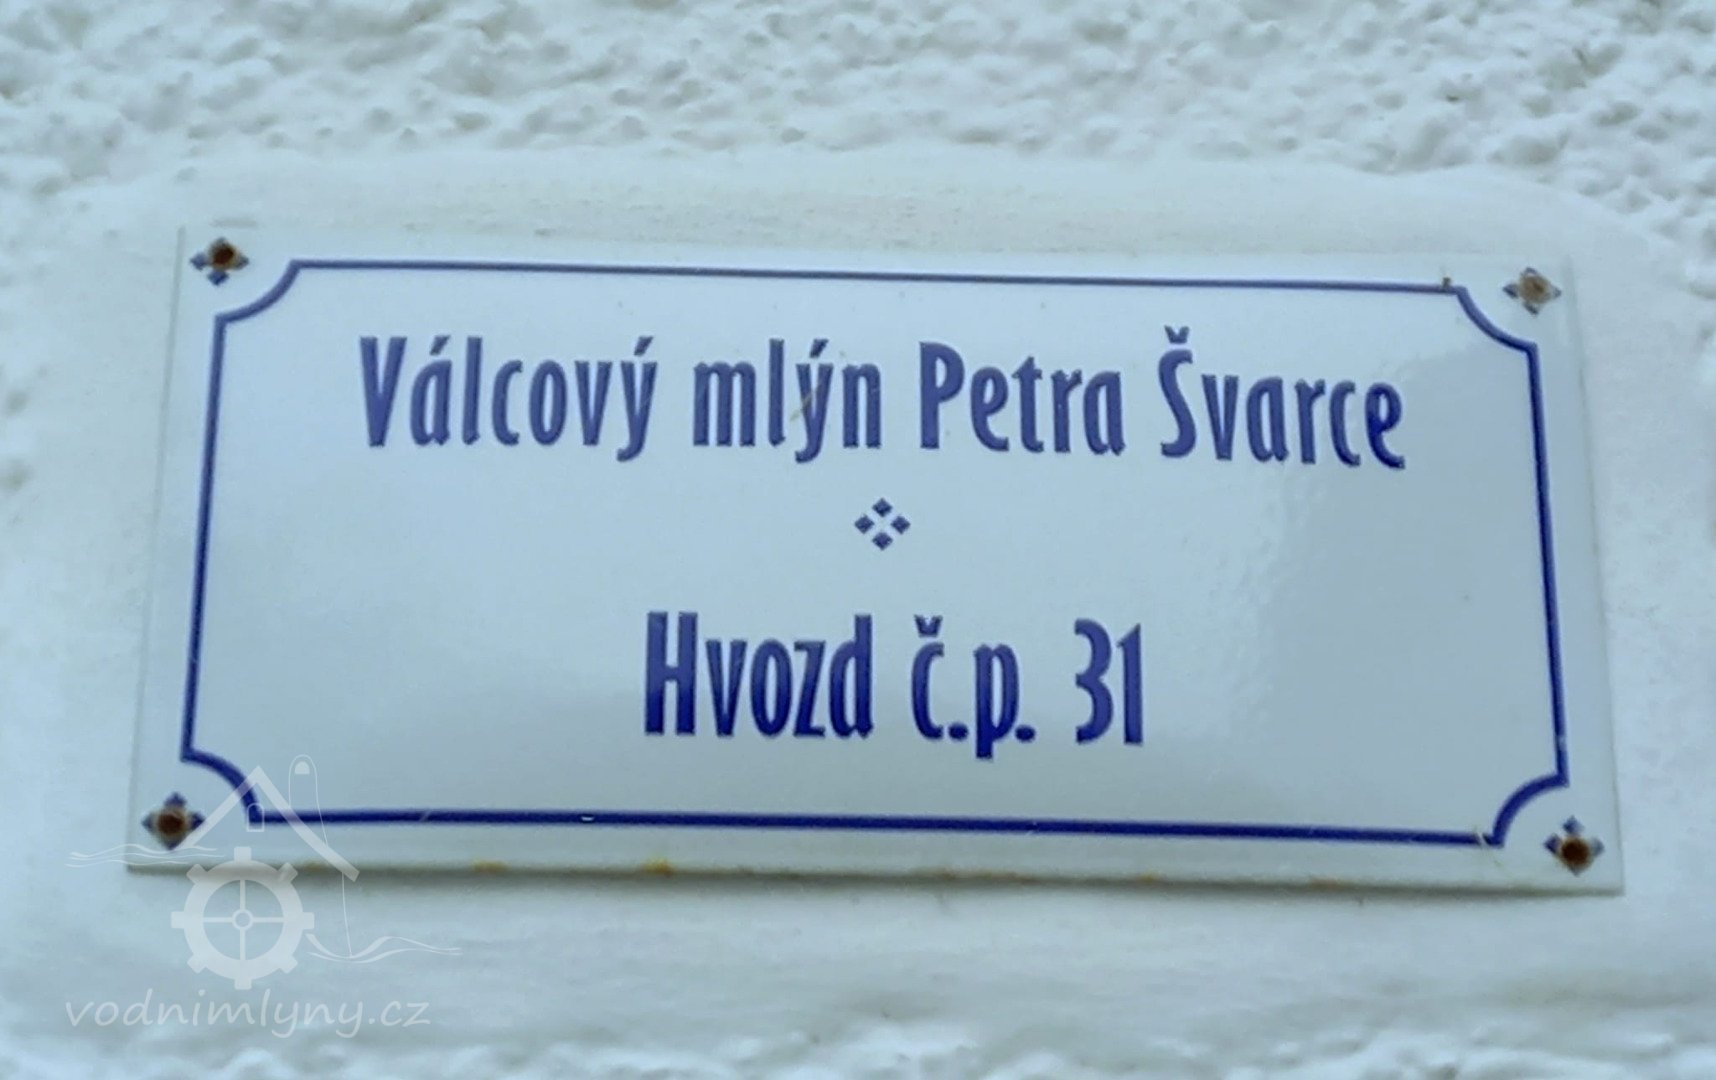 Válcový mlýn Petra Švarce
Hvozd č.p. 31
vodnimlyny.cz